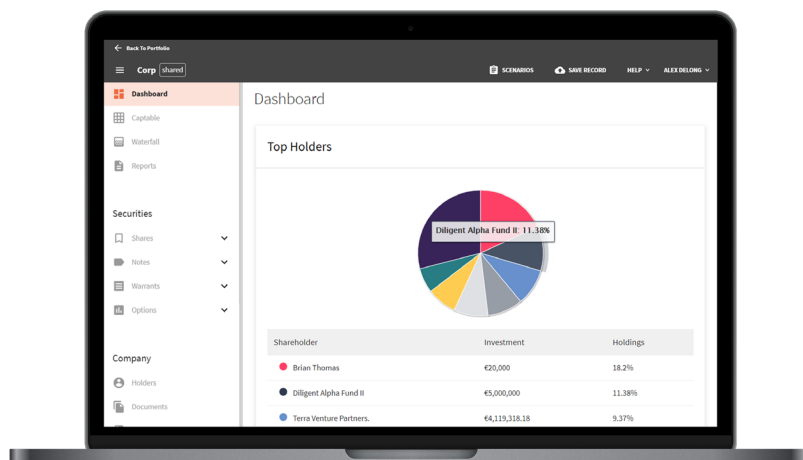 Back To Portfolio
Corp shared
SCENARIOS SAVE RECORD HELP ALEX DELONG
Dashboard
Captable
Waterfall
Reports
Securities
Shares
Notes
Warrants
Options
Company
Holders
Documents
Dashboard
Top Holders
Diligent Alpha Fund II: 11.38%
Shareholder Investment Holdings
Brian Thomas €20,000 18.2%
Diligent Alpha Fund II €5,000,000 11.38%
Terra Venture Partners. €4,119,318.18 9.37%